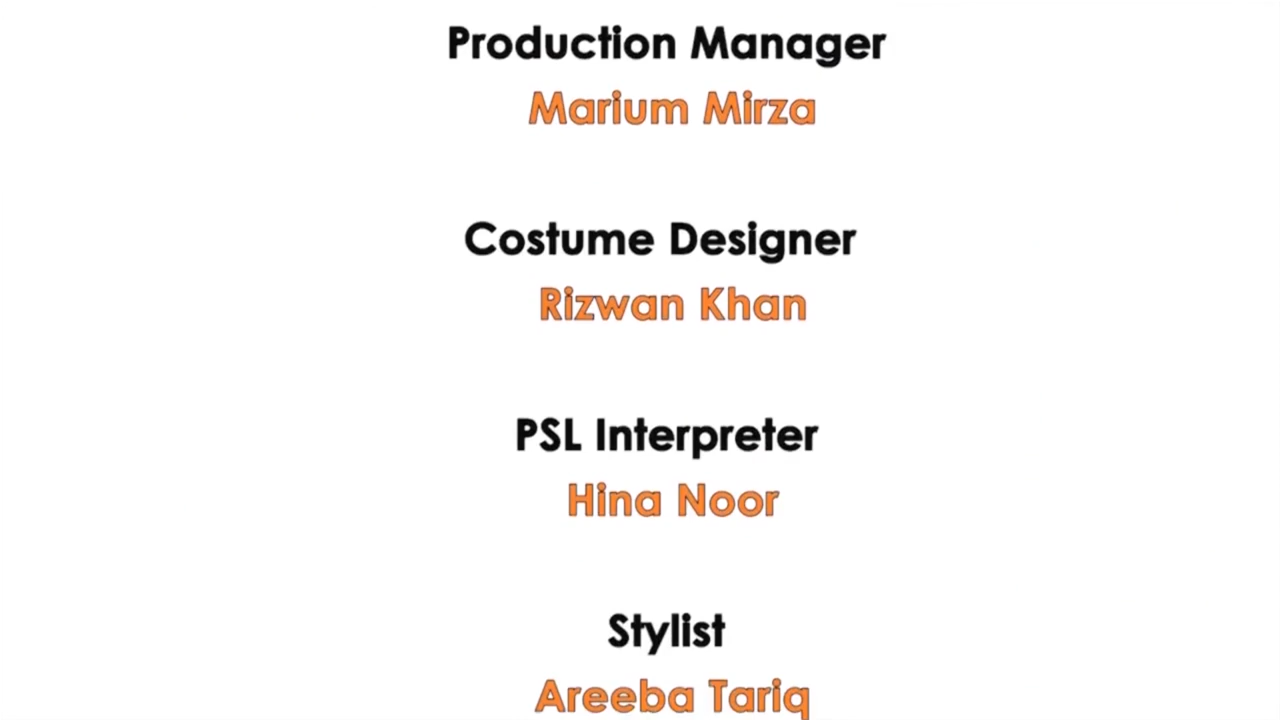 Production Manager
Marium Mirza
Costume Designer
Rizwan Khan
PSL Interpreter
Hina Noor
Stylist
Areeba Tariq